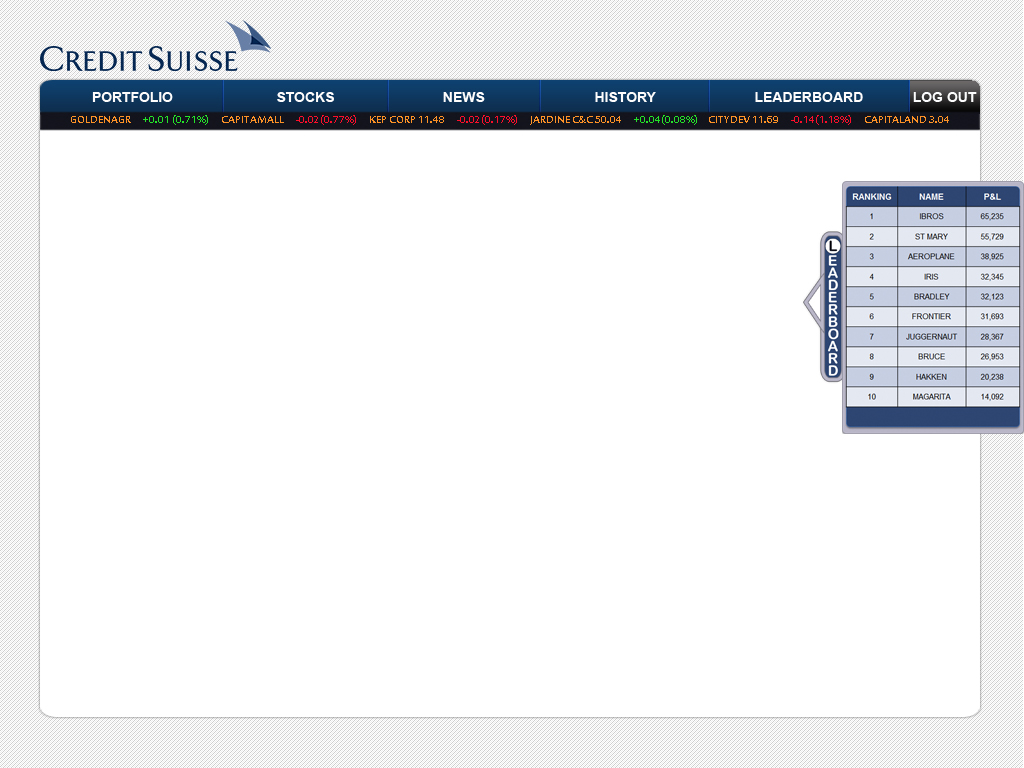 CREDIT SUISSE
PORTFOLIO STOCKS NEWS HISTORY LEADERBOARD LOG OUT
GOLDENAGR +0.01 (0.71%) CAPITAMALL -0.02 (0.77%) KEP CORP 11.48 -0.02 (0.17%) JARDINE C&C 50.04 +0.04 (0.08%) CITYDEV 11.69 -0.14 (1.18%) CAPITALAND 3.04
LEADERBOARD
RANKING NAME P&L
1 IBROS 65,235
2 ST MARY 55,729
3 AEROPLANE 38,925
4 IRIS 32,345
5 BRADLEY 32,123
6 FRONTIER 31,693
7 JUGGERNAUT 28,367
8 BRUCE 26,953
9 HAKKEN 20,238
10 MAGARITA 14,092